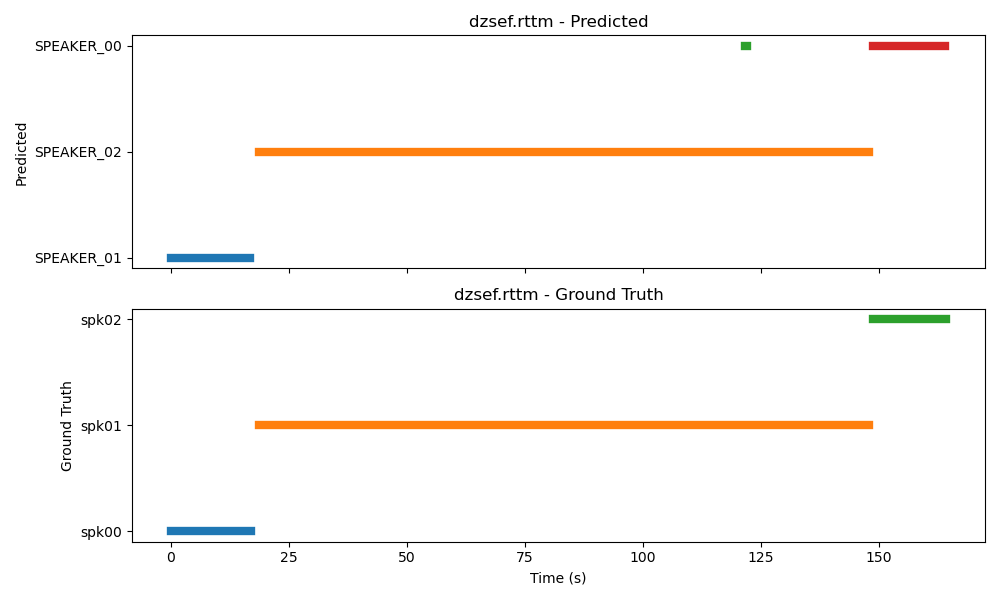 dzsef.rttm - Predicted
Predicted
SPEAKER_00
SPEAKER_02
SPEAKER_01
dzsef.rttm - Ground Truth
Ground Truth
spk02
spk01
spk00
0 25 50 75 100 125 150
Time (s)